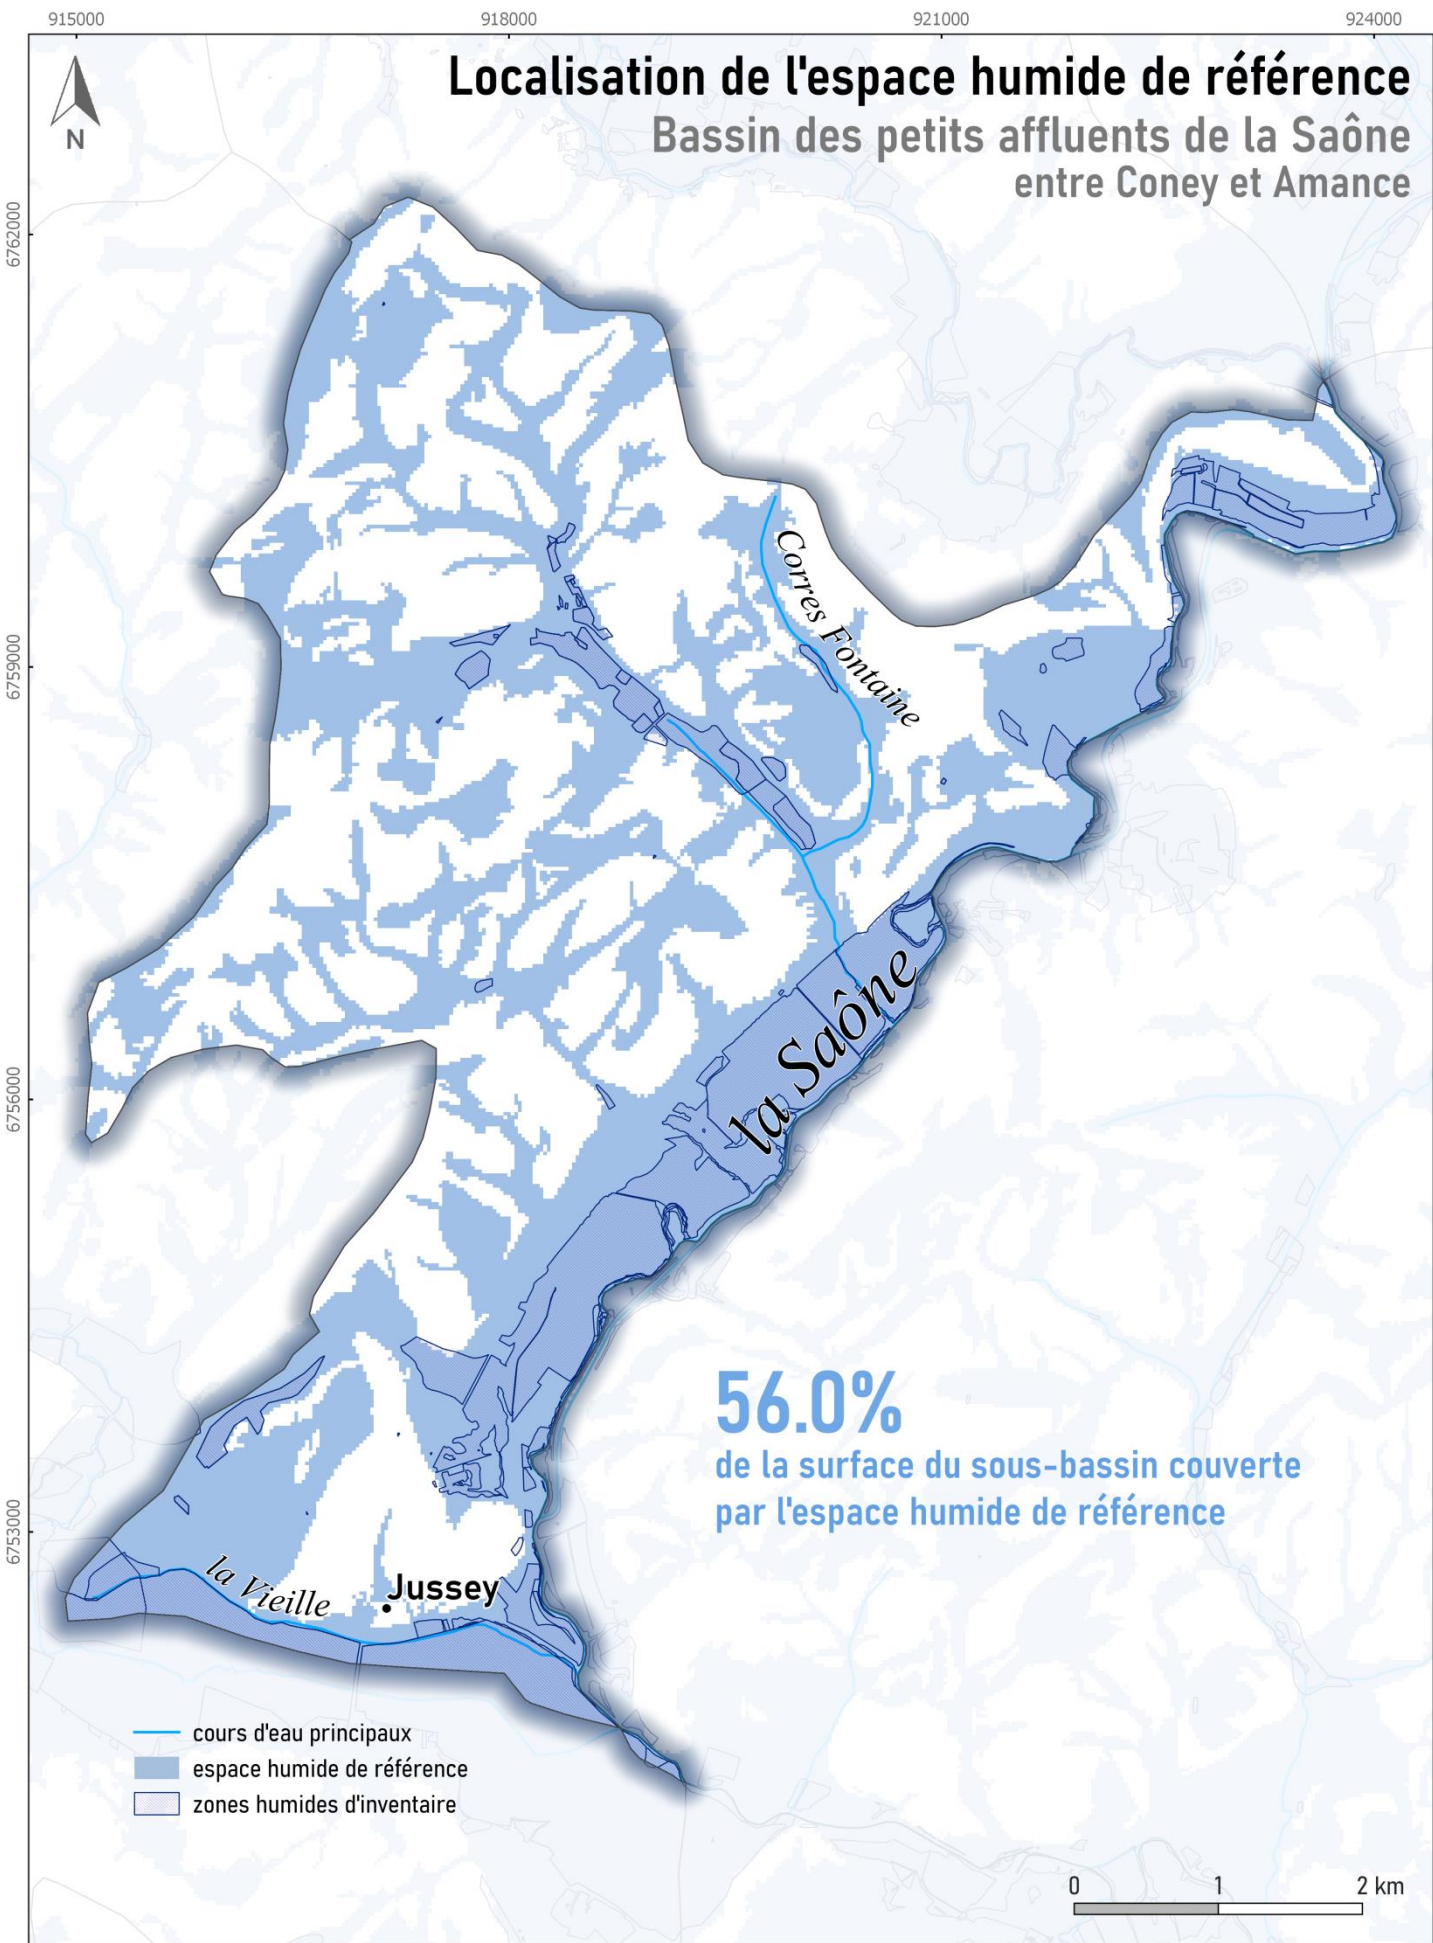 915000
918000
921000
924000
Localisation de l'espace humide de référence
Bassin des petits affluents de la Saône
entre Coney et Amance
N
6762000
6759000
6756000
6753000
Corres Fontaine
la Saône
56.0%
de la surface du sous-bassin couverte
par l'espace humide de référence
la Vieille
Jussey
cours d'eau principaux
espace humide de référence
zones humides d'inventaire
0
1
2 km